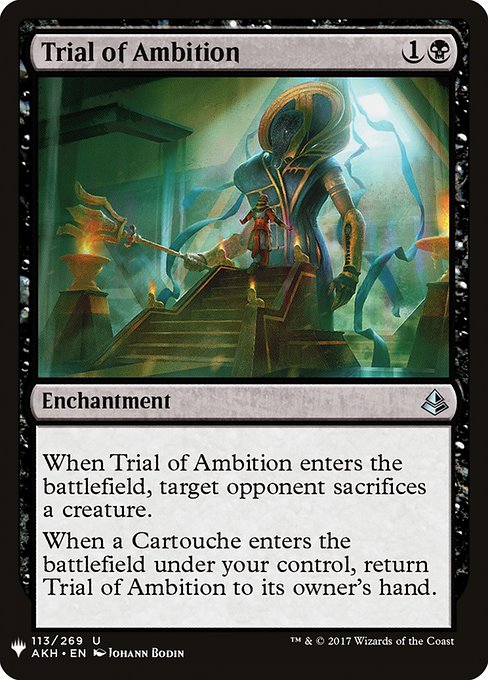 Trial of Ambition 1
Enchantment
When Trial of Ambition enters the
battlefield, target opponent sacrifices
a creature.
When a Cartouche enters the
battlefield under your control, return
Trial of Ambition to its owner's hand.
113/269 U
AKH • EN Johann Bodin
™ & © 2017 Wizards of the Coast